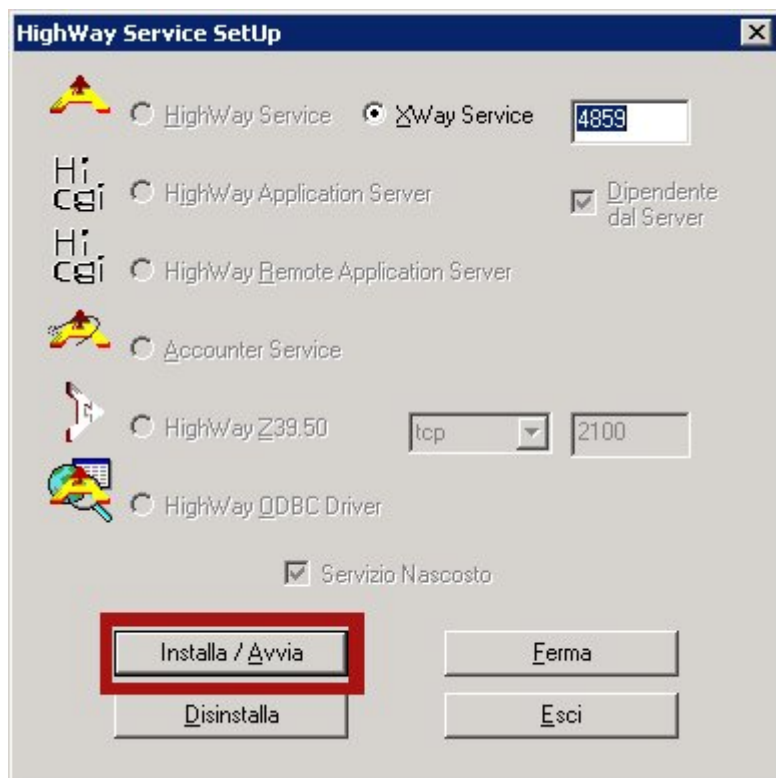 HighWay Service SetUp
HighWay Service XWay Service 4859
Hi.
cgi
HighWay Application Server
Dipendente
dal Server
Hi.
cgi
HighWay Remote Application Server
Accounter Service
HighWay Z39.50 tcp 2100
HighWay ODBC Driver
Servizio Nascosto
Installa / Avvia Ferma
Disinstalla Esci